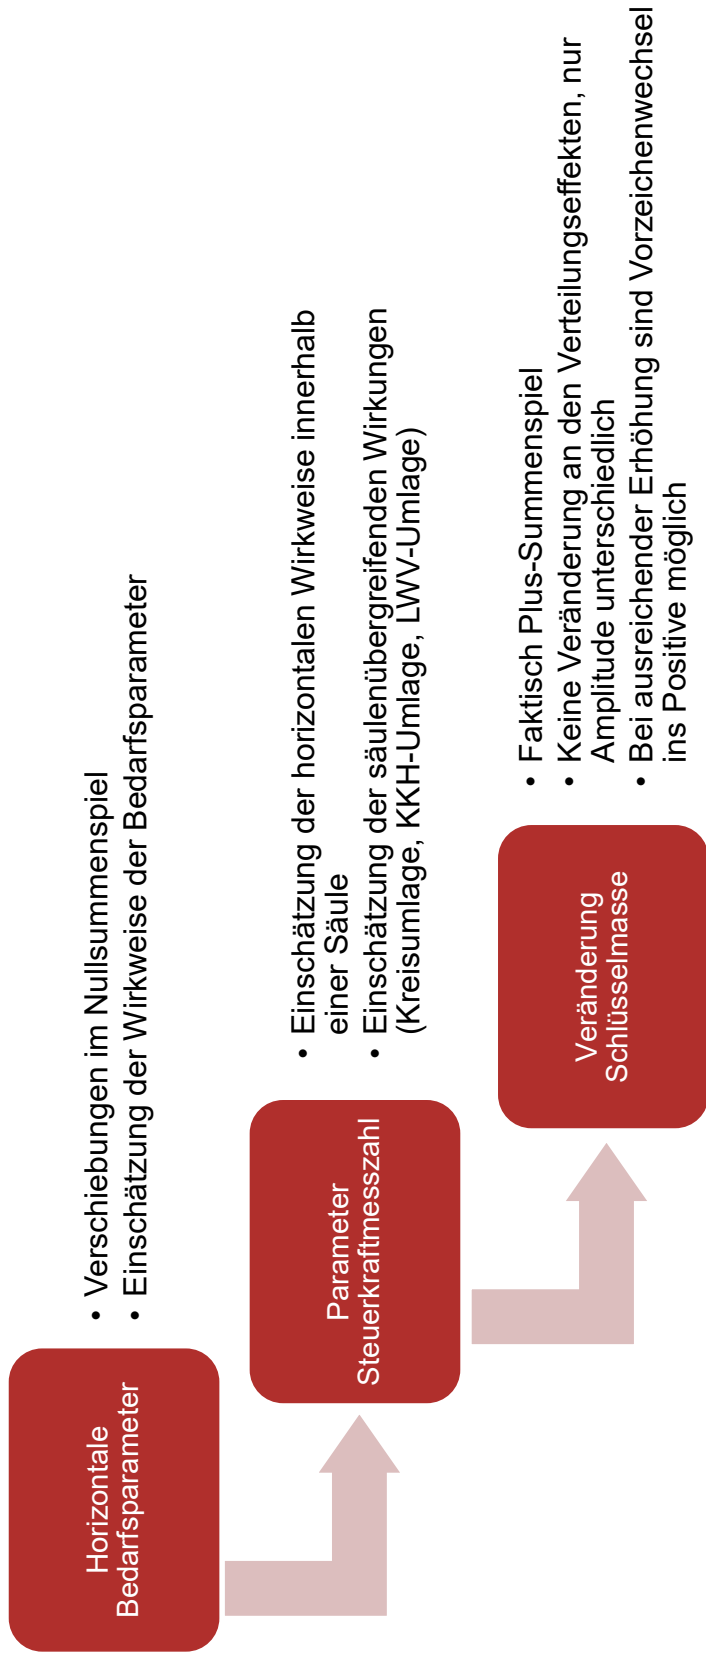 Horizontale
Bedarfsparameter
• Verschiebungen im Nullsummenspiel
• Einschätzung der Wirkweise der Bedarfsparameter
Parameter
Steuerkraftmesszahl
• Einschätzung der horizontalen Wirkweise innerhalb
einer Säule
• Einschätzung der säulenübergreifenden Wirkungen
(Kreisumlage, KKH-Umlage, LWV-Umlage)
Veränderung
Schlüsselmasse
• Faktisch Plus-Summenspiel
• Keine Veränderung an den Verteilungseffekten, nur
Amplitude unterschiedlich
• Bei ausreichender Erhöhung sind Vorzeichenwechsel
ins Positive möglich